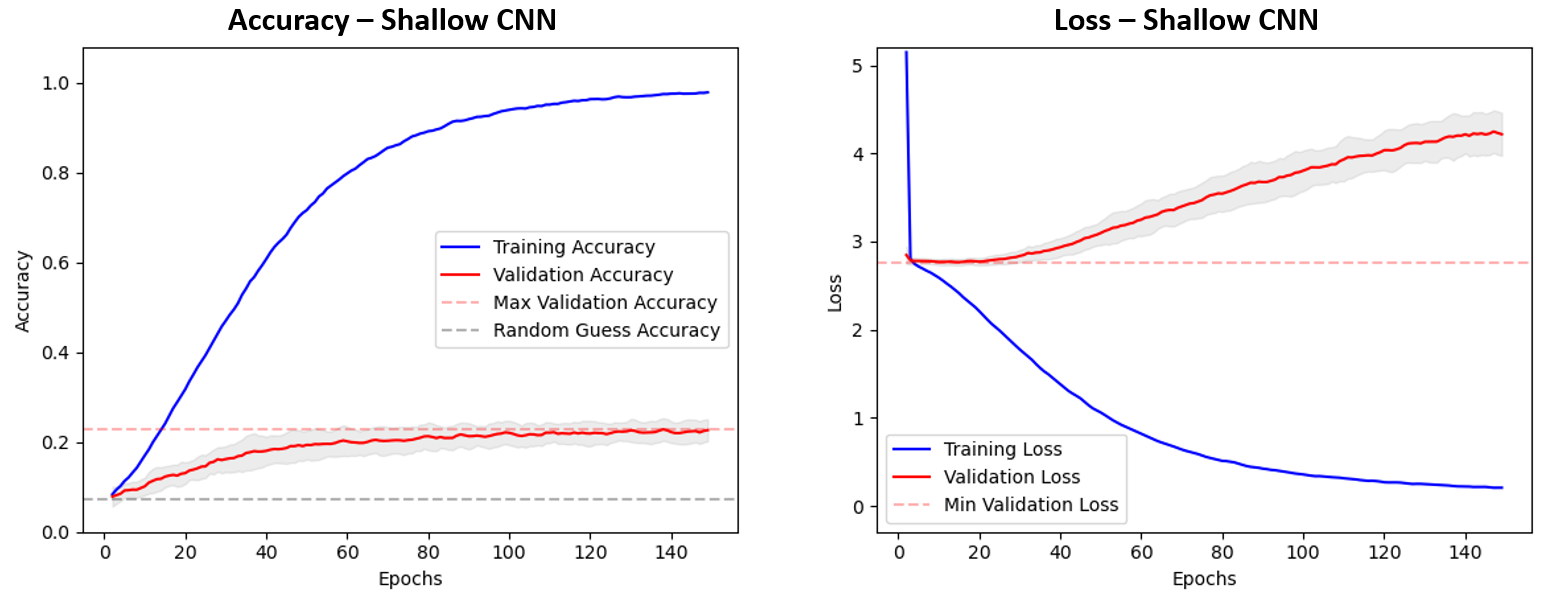 Accuracy – Shallow CNN
1.0
0.8
0.6
0.4
0.2
0.0
Accuracy
Training Accuracy
Validation Accuracy
Max Validation Accuracy
Random Guess Accuracy
0 20 40 60 80 100 120 140
Epochs
Loss – Shallow CNN
5
4
3
2
1
0
Loss
Training Loss
Validation Loss
Min Validation Loss
0 20 40 60 80 100 120 140
Epochs